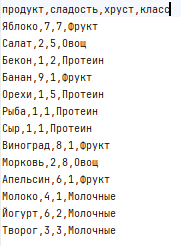 продукт,сладость,хруст,класс
Яблоко,7,7,Фрукт
Салат,2,5,Овощ
Бекон,1,2,Протеин
Банан,9,1,Фрукт
Орехи,1,5,Протеин
Рыба,1,1,Протеин
Сыр,1,1,Протеин
Виноград,8,1,Фрукт
Морковь,2,8,Овощ
Апельсин,6,1,Фрукт
Молоко,4,1,Молочные
Йогурт,6,2,Молочные
Творог,3,3,Молочные